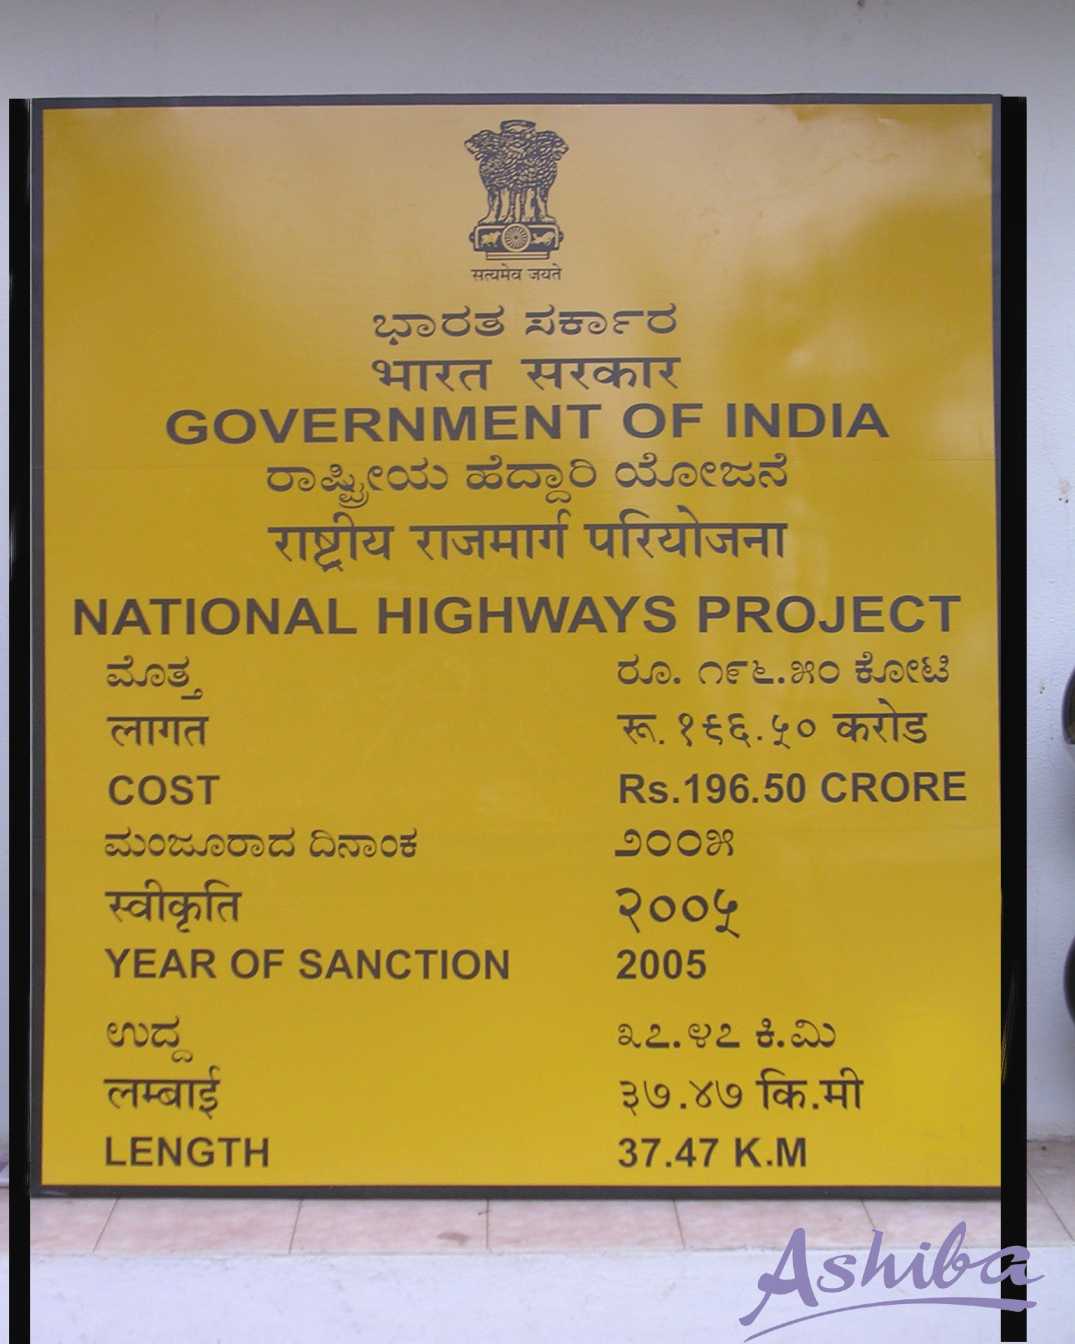 सत्यमेव जयते
ಭಾರತ ಸರ್ಕಾರ
भारत सरकार
GOVERNMENT OF INDIA
ರಾಷ್ಟ್ರೀಯ ಹೆದ್ದಾರಿ ಯೋಜನೆ
राष्ट्रीय राजमार्ग परियोजना
NATIONAL HIGHWAYS PROJECT
ಮೊತ್ತ ರೂ. ೧೯೬.೫೦ ಕೋಟಿ
लागत रू. १९६.५० करोड
COST Rs.196.50 CRORE
ಮಂಜೂರಾದ ದಿನಾಂಕ ೨೦೦೫
स्वीकृति २००५
YEAR OF SANCTION 2005
ಉದ್ದ ೩೭.೪೭ ಕಿ.ಮಿ
लम्बाई ३७.४७ कि.मी
LENGTH 37.47 K.M
Ashiba